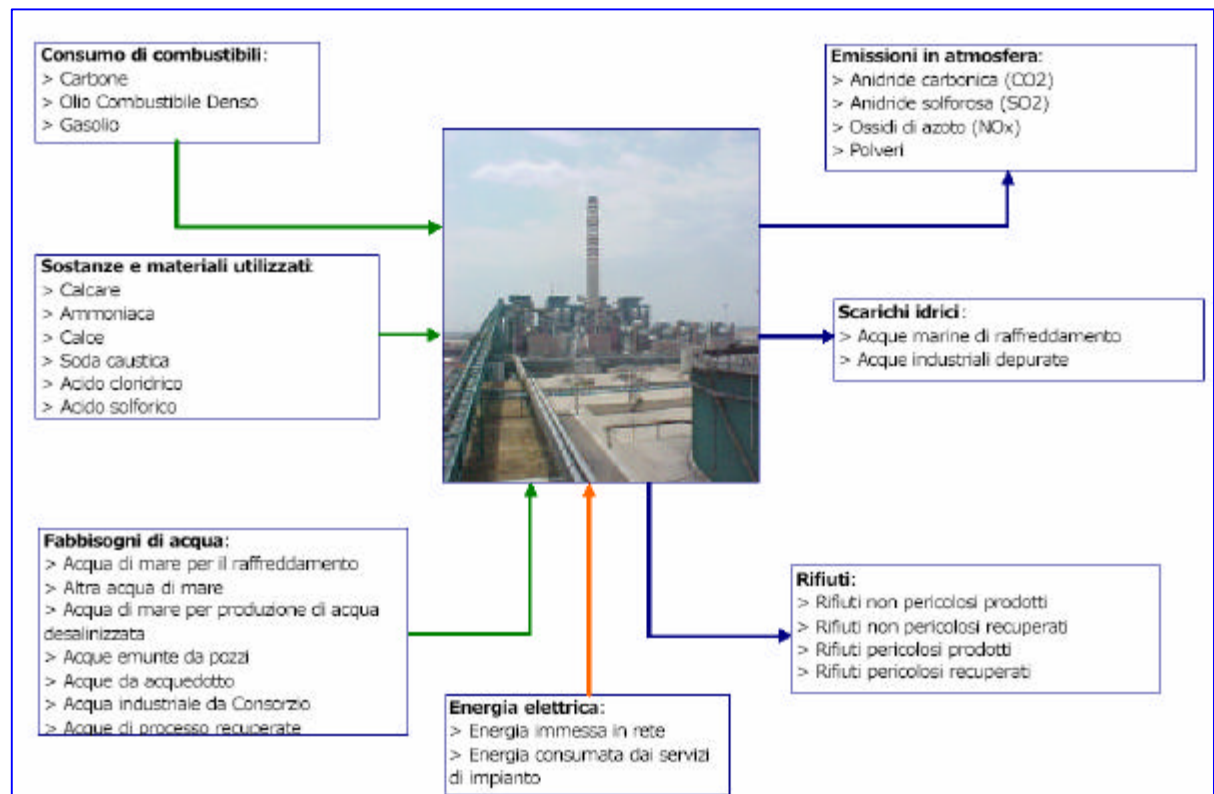 Consumo di combustibili:
> Carbone
> Olio Combustibile Denso
> Gasolio
Emissioni in atmosfera:
> Anidride carbonica (CO2)
> Anidride solforosa (SO2)
> Ossidi di azoto (NOx)
> Polveri
Sostanze e materiali utilizzati:
> Calcare
> Ammoniaca
> Calce
> Soda caustica
> Acido cloridrico
> Acido solforico
Scarichi idrici:
> Acque marine di raffreddamento
> Acque industriali depurate
Fabbisogni di acqua:
> Acqua di mare per il raffreddamento
> Altra acqua di mare
> Acqua di mare per produzione di acqua
desalinizzata
> Acque emunte da pozzi
> Acque da acquedotto
> Acqua industriale da Consorzio
> Acque di processo recuperate
Energia elettrica:
> Energia immessa in rete
> Energia consumata dai servizi
di impianto
Rifiuti:
> Rifiuti non pericolosi prodotti
> Rifiuti non pericolosi recuperati
> Rifiuti pericolosi prodotti
> Rifiuti pericolosi recuperati